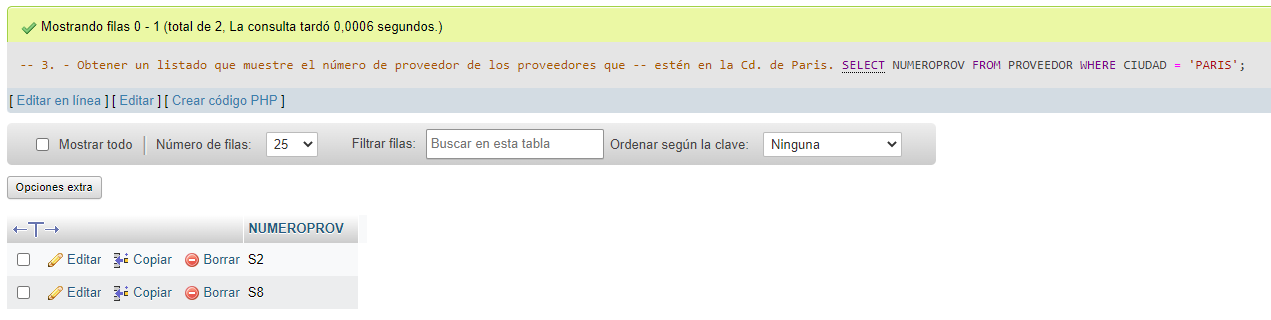 Mostrando filas 0 - 1 (total de 2, La consulta tardó 0,0006 segundos.)
-- 3. - Obtener un listado que muestre el número de proveedor de los proveedores que -- estén en la Cd. de Paris. SELECT NUMEROPROV FROM PROVEEDOR WHERE CIUDAD = 'PARIS';
[ Editar en línea ] [ Editar ] [ Crear código PHP ]
Mostrar todo Número de filas: 25 Filtrar filas: Buscar en esta tabla Ordenar según la clave: Ninguna
Opciones extra
NUMEROPROV
Editar Copiar Borrar S2
Editar Copiar Borrar S8